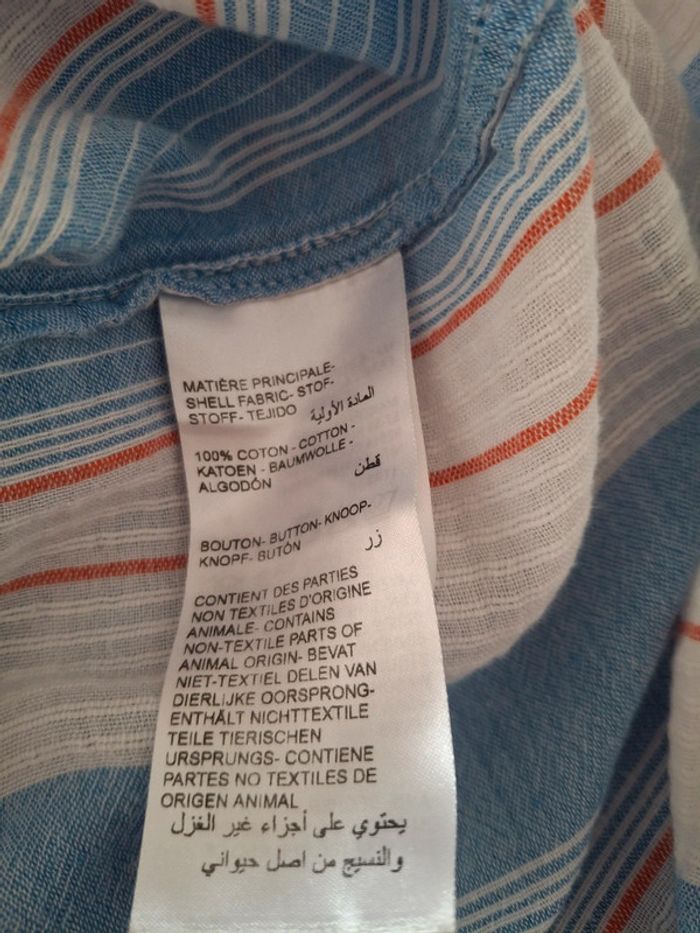 MATIÈRE PRINCIPALE-
SHELL FABRIC- STOF-
STOFF- TEJIDO
المادة الأولية
100% COTON - COTTON -
KATOEN - BAUMWOLLE -
ALGODÓN
قطن
BOUTON- BUTTON- KNOOP-
KNOPF- BUTÓN
زر
CONTIENT DES PARTIES
NON TEXTILES D'ORIGINE
ANIMALE- CONTAINS
NON-TEXTILE PARTS OF
ANIMAL ORIGIN- BEVAT
NIET-TEXTIEL DELEN VAN
DIERLIJKE OORSPRONG-
ENTHÄLT NICHTTEXTILE
TEILE TIERISCHEN
URSPRUNGS- CONTIENE
PARTES NO TEXTILES DE
ORIGEN ANIMAL
يحتوي على أجزاء غير الغزل
والنسيج من اصل حيواني